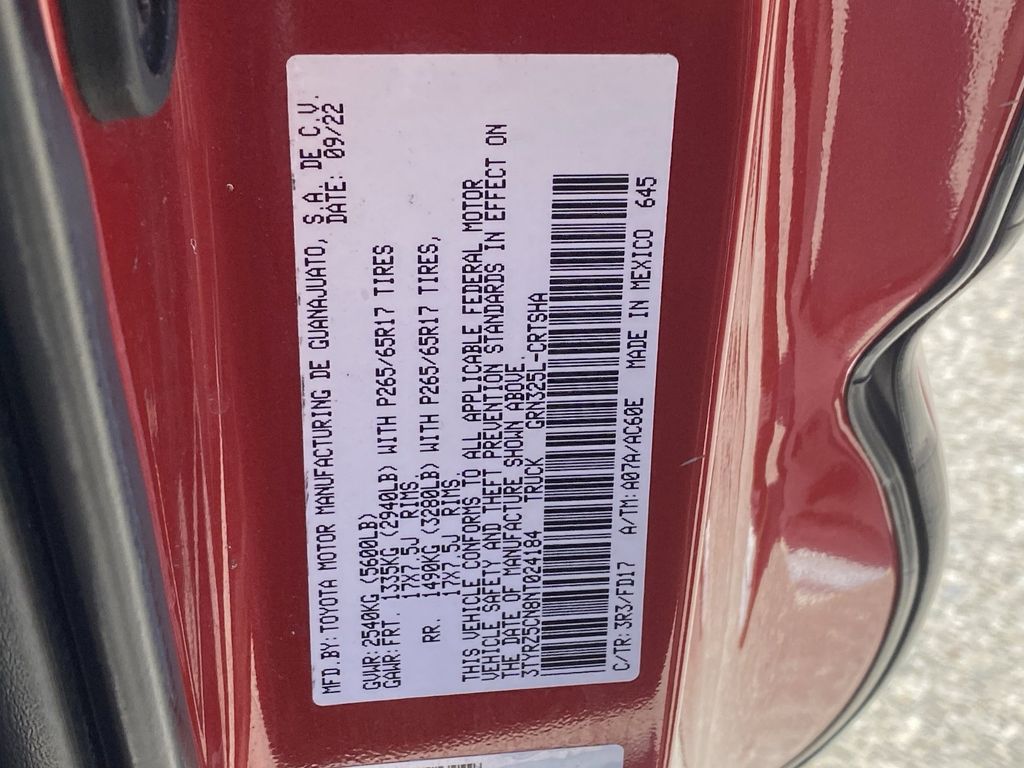 MFD.BY:TOYOTA MOTOR MANUFACTURING DE GUANAJUATO, S.A. DE C.V.
DATE: 09/22
GVWR:2540KG (5600LB)
GAWR:FRT. 1335KG (2940LB) WITH P265/65R17 TIRES
17X7.5J RIMS.
RR. 1490KG (3280LB) WITH P265/65R17 TIRES,
17X7.5J RIMS.
THIS VEHICLE CONFORMS TO ALL APPLICABLE FEDERAL MOTOR
VEHICLE SAFETY AND THEFT PREVENTION STANDARDS IN EFFECT ON
THE DATE OF MANUFACTURE SHOWN ABOVE.
3TYRZ5CN8NT024184 TRUCK GRN325L-CRTSHA
C/TR:3R3/FD17 A/TM:A07A/AC60E MADE IN MEXICO 645